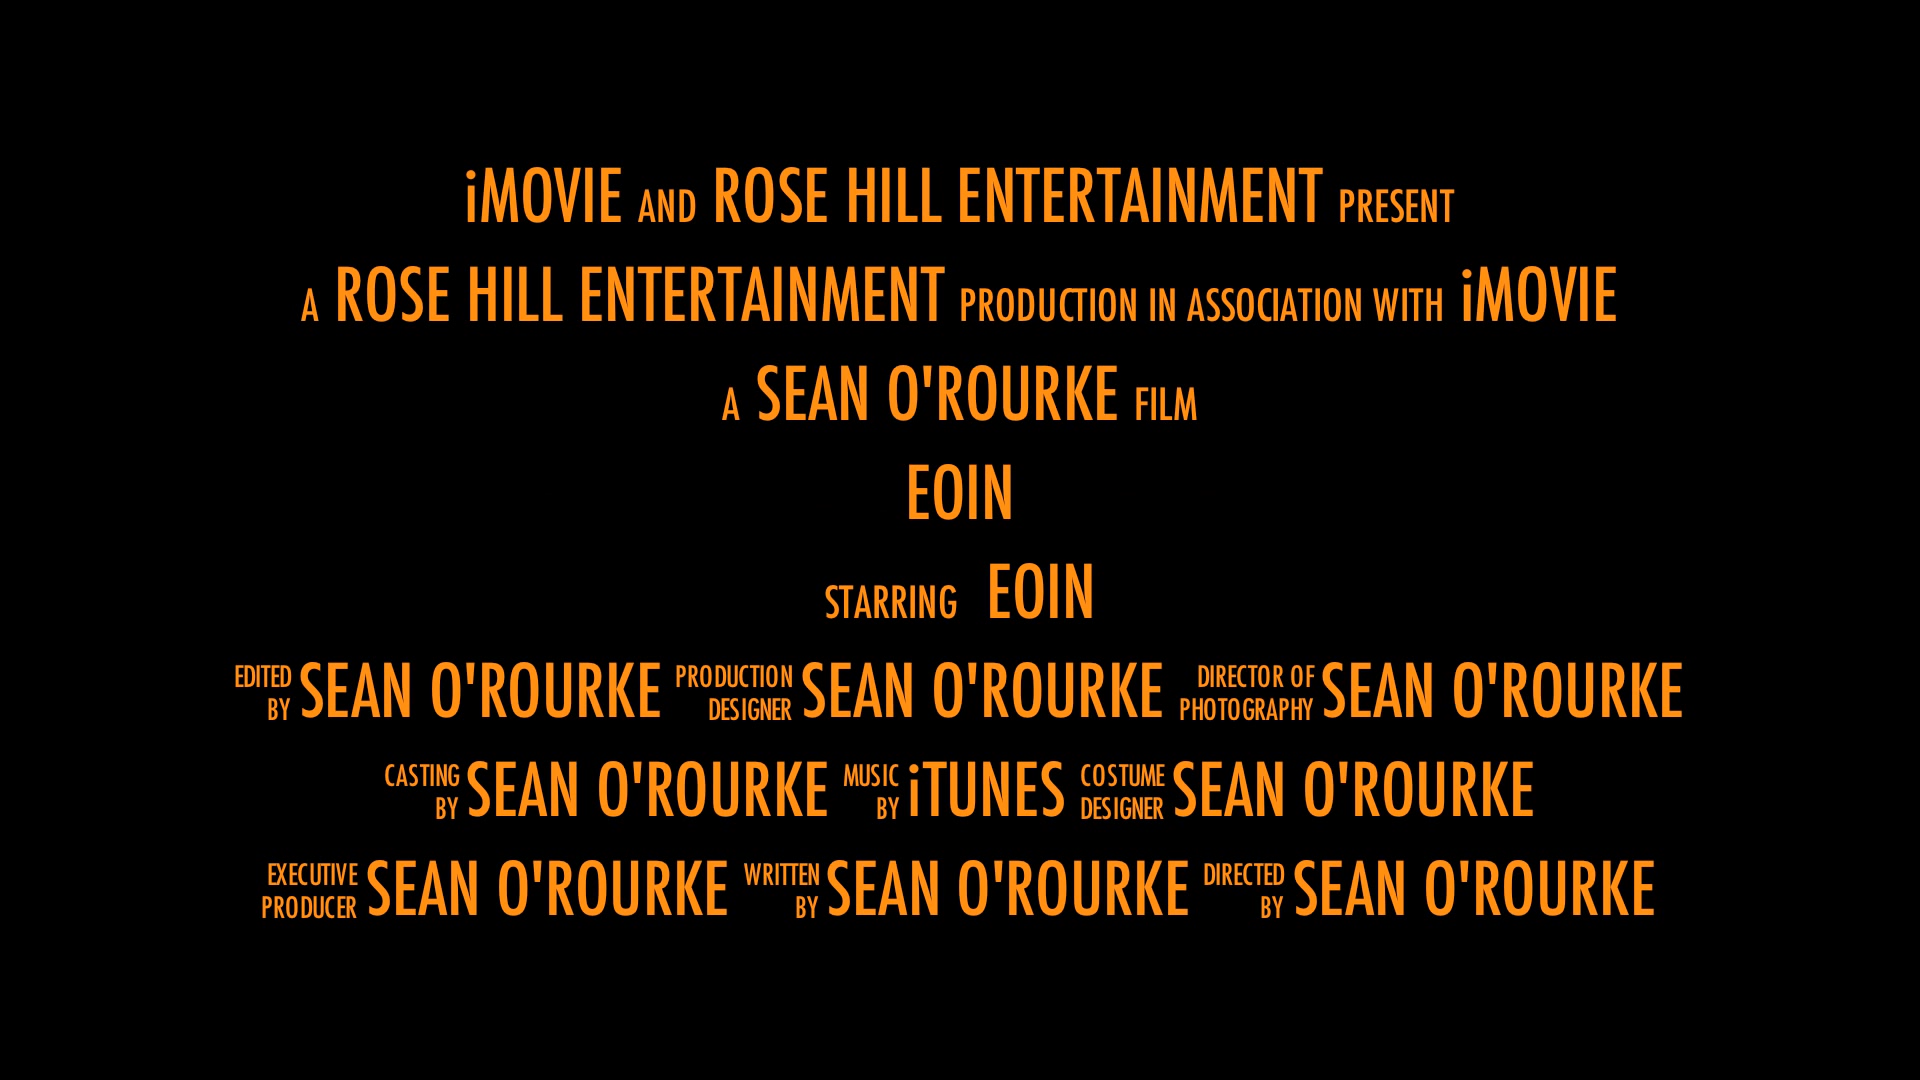 iMOVIE AND ROSE HILL ENTERTAINMENT PRESENT
A ROSE HILL ENTERTAINMENT PRODUCTION IN ASSOCIATION WITH iMOVIE
A SEAN O'ROURKE FILM
EOIN
STARRING EOIN
EDITED BY SEAN O'ROURKE PRODUCTION DESIGNER SEAN O'ROURKE DIRECTOR OF PHOTOGRAPHY SEAN O'ROURKE
CASTING BY SEAN O'ROURKE MUSIC BY iTUNES COSTUME DESIGNER SEAN O'ROURKE
EXECUTIVE PRODUCER SEAN O'ROURKE WRITTEN BY SEAN O'ROURKE DIRECTED BY SEAN O'ROURKE